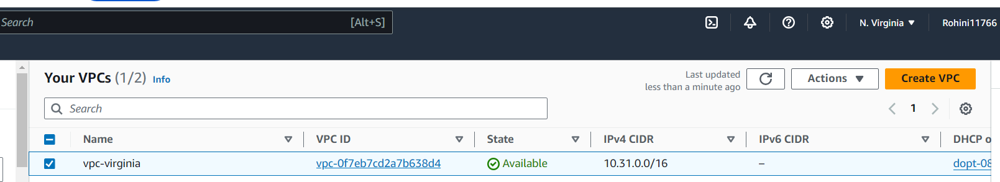 Search [Alt+S] N. Virginia Rohini11766
Your VPCs (1/2) Info
Last updated
less than a minute ago
Actions
Create VPC
Search
1
Name VPC ID State IPv4 CIDR IPv6 CIDR DHCP o
vpc-virginia vpc-0f7eb7cd2a7b638d4 Available 10.31.0.0/16 – dopt-08